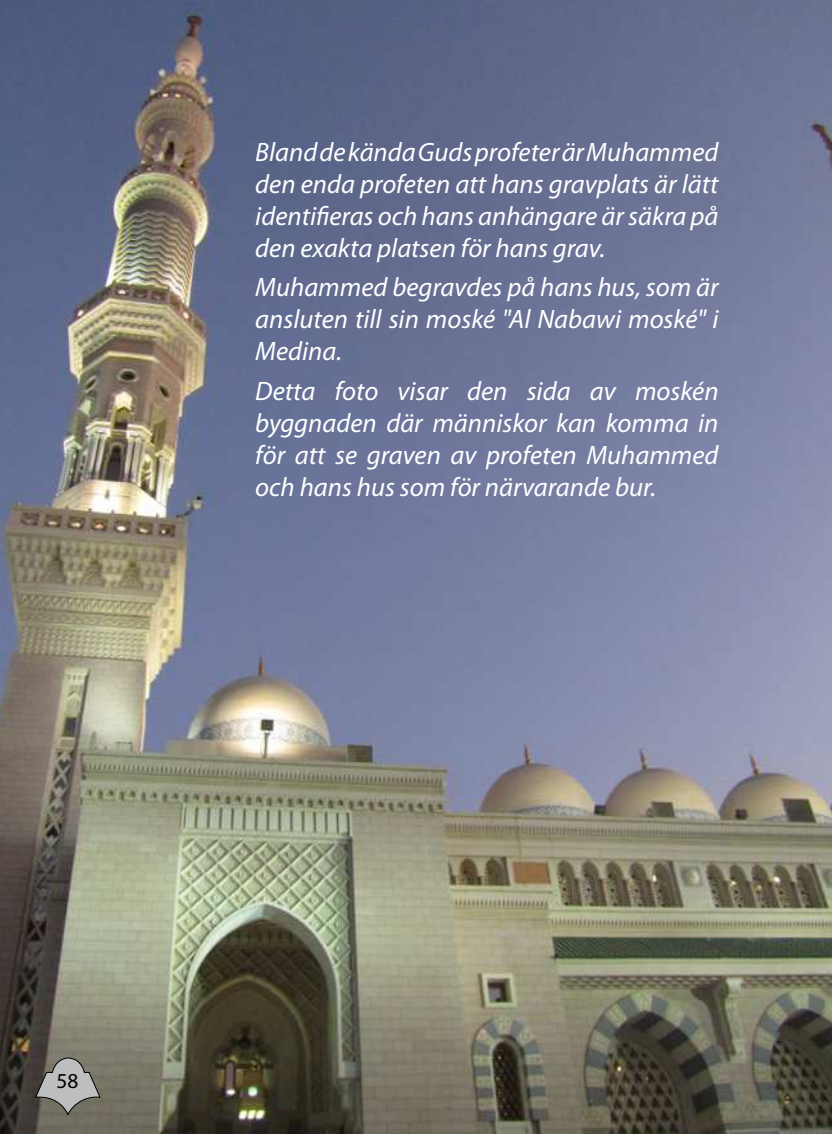 Bland de kända Guds profeter är Muhammed
den enda profeten att hans gravplats är lätt
identifieras och hans anhängare är säkra på
den exakta platsen för hans grav.
Muhammed begravdes på hans hus, som är
ansluten till sin moské "Al Nabawi moské" i
Medina.
Detta foto visar den sida av moskén
byggnaden där människor kan komma in
för att se graven av profeten Muhammed
och hans hus som för närvarande bur.
58